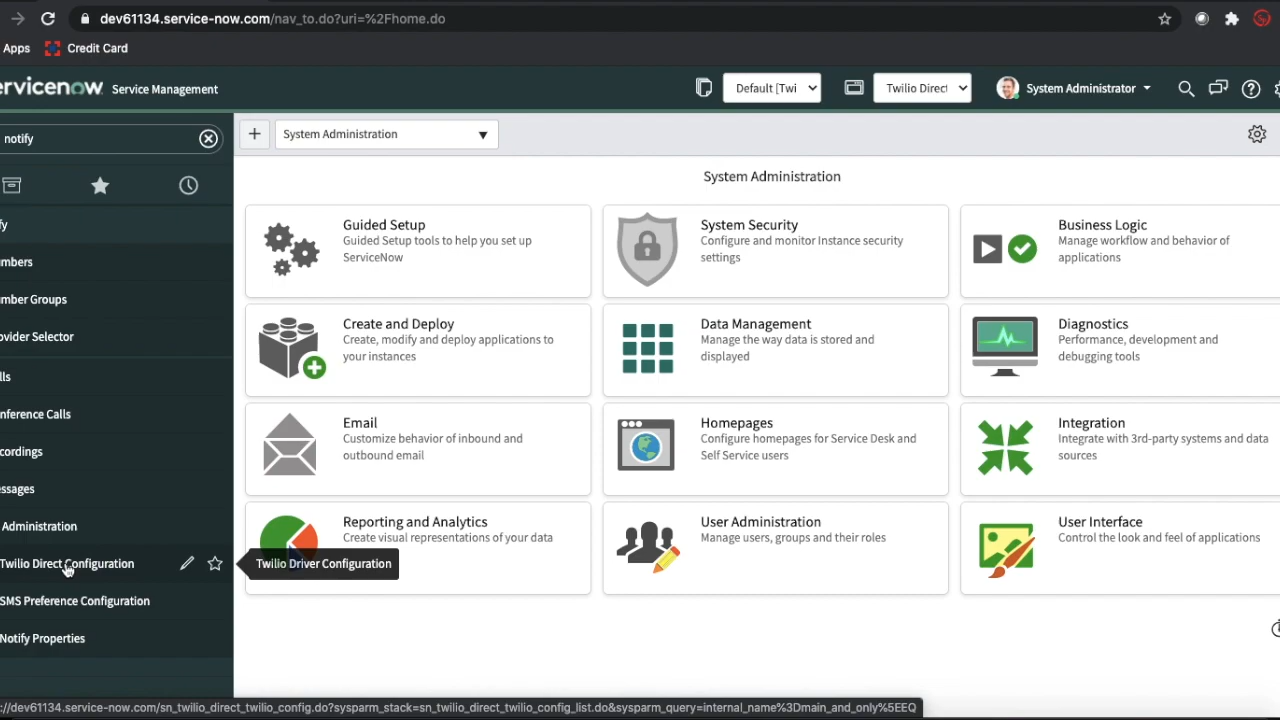 dev61134.service-now.com/nav_to.do?uri=%2Fhome.do
Apps Credit Card
servicenow Service Management Default [Twi Twilio Direct System Administrator
notify
System Administration
System Administration
fy
umbers
umber Groups
ovider Selector
lls
nference Calls
cordings
essages
Administration
Twilio Direct Configuration
SMS Preference Configuration
Notify Properties
Guided Setup
Guided Setup tools to help you set up
ServiceNow
System Security
Configure and monitor Instance security
settings
Business Logic
Manage workflow and behavior of
applications
Create and Deploy
Create, modify and deploy applications to
your instances
Data Management
Manage the way data is stored and
displayed
Diagnostics
Performance, development and
debugging tools
Email
Customize behavior of inbound and
outbound email
Homepages
Configure homepages for Service Desk and
Self Service users
Integration
Integrate with 3rd-party systems and data
sources
Reporting and Analytics
Create visual representations of your data
User Administration
Manage users, groups and their roles
User Interface
Control the look and feel of applications
Twilio Driver Configuration
://dev61134.service-now.com/sn_twilio_direct_twilio_config.do?sysparm_stack=sn_twilio_direct_twilio_config_list.do&sysparm_query=internal_name%3Dmain_and_only%5EEQ